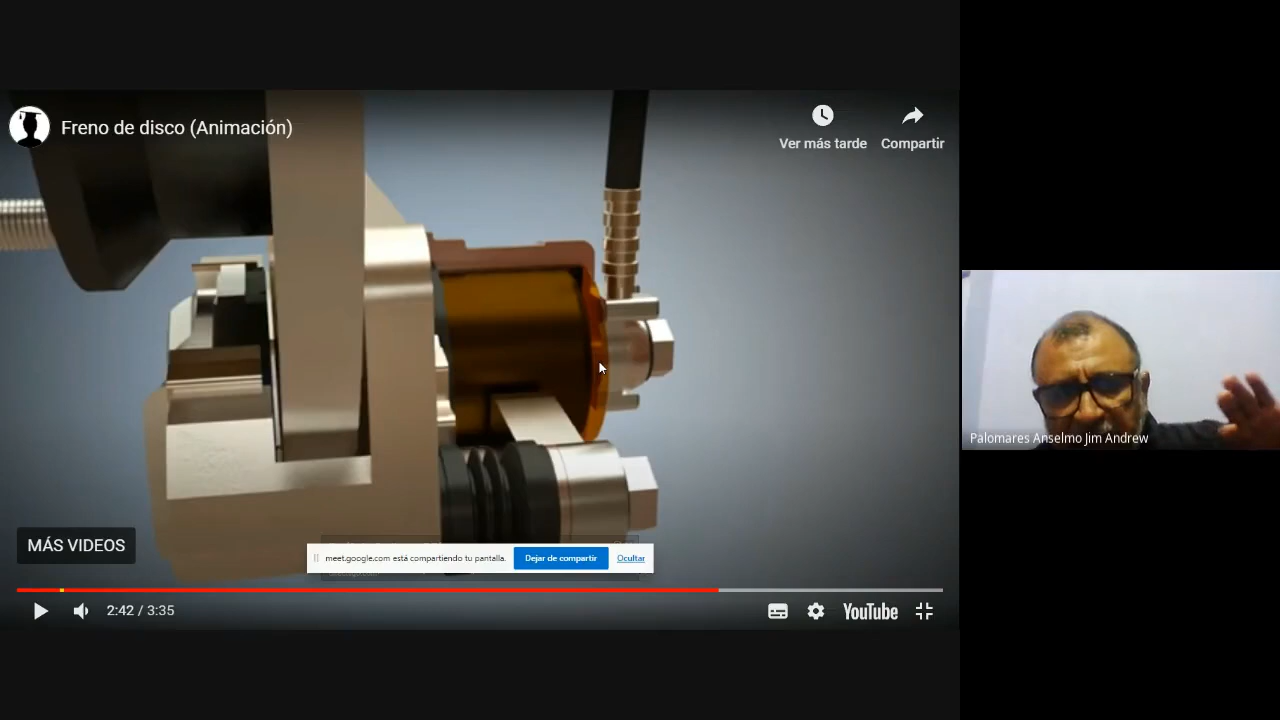 Freno de disco (Animación)
Ver más tarde
Compartir
Palomares Anselmo Jim Andrew
MÁS VIDEOS
meet.google.com está compartiendo tu pantalla.
Dejar de compartir
Ocultar
2:42 / 3:35
YouTube